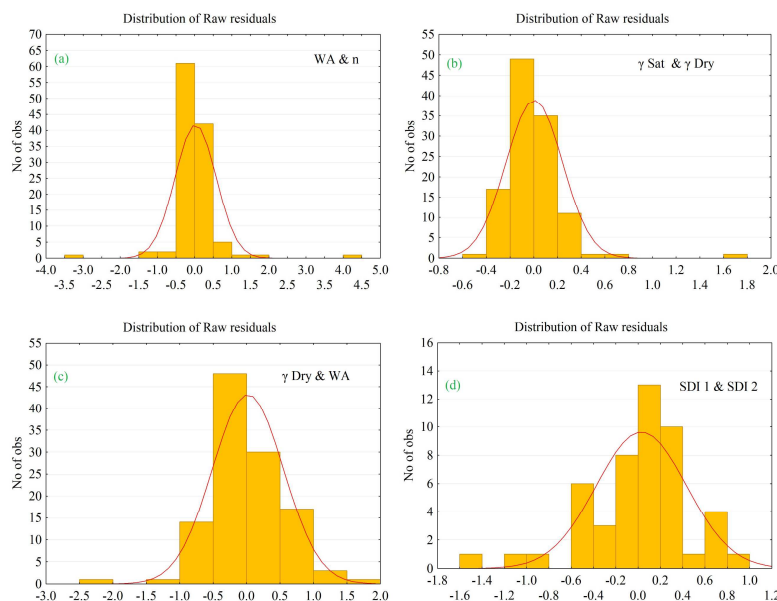 Distribution of Raw residuals
(a)
WA & n
No of obs
70
65
60
55
50
45
40
35
30
25
20
15
10
5
0
-4.0 -3.0 -2.0 -1.0 0.0 1.0 2.0 3.0 4.0 5.0
-3.5 -2.5 -1.5 -0.5 0.5 1.5 2.5 3.5 4.5
Distribution of Raw residuals
(b)
γ Sat & γ Dry
No of obs
55
50
45
40
35
30
25
20
15
10
5
0
-0.8 -0.4 0.0 0.4 0.8 1.2 1.6 2.0
-0.6 -0.2 0.2 0.6 1.0 1.4 1.8
Distribution of Raw residuals
(c)
γ Dry & WA
No of obs
55
50
45
40
35
30
25
20
15
10
5
0
-3.0 -2.5 -2.0 -1.5 -1.0 -0.5 0.0 0.5 1.0 1.5 2.0
Distribution of Raw residuals
(d)
SDI 1 & SDI 2
No of obs
16
14
12
10
8
6
4
2
0
-1.8 -1.4 -1.0 -0.6 -0.2 0.2 0.6 1.0
-1.6 -1.2 -0.8 -0.4 0.0 0.4 0.8 1.2